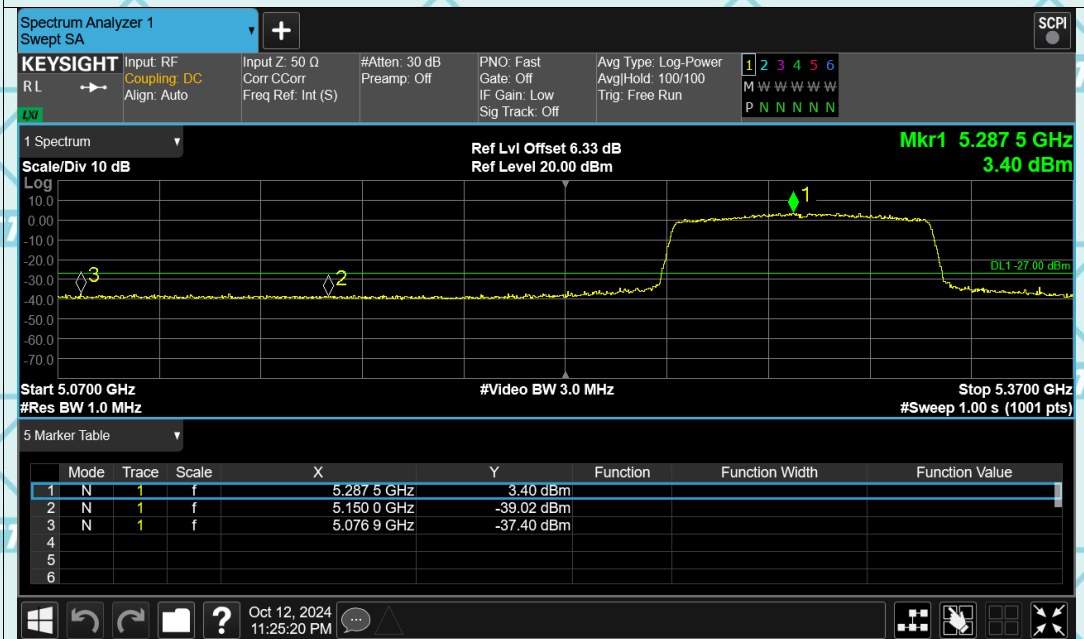 Spectrum Analyzer 1
Swept SA
+
SCPI
KEYSIGHT
RL
LXI
Input: RF
Coupling: DC
Align: Auto
Input Z: 50 Ω
Corr CCorr
Freq Ref: Int (S)
#Atten: 30 dB
Preamp: Off
PNO: Fast
Gate: Off
IF Gain: Low
Sig Track: Off
Avg Type: Log-Power
Avg|Hold: 100/100
Trig: Free Run
1 2 3 4 5 6
M W W W W W
P N N N N N
1 Spectrum
Scale/Div 10 dB
Ref Lvl Offset 6.33 dB
Ref Level 20.00 dBm
Mkr1 5.287 5 GHz
3.40 dBm
Log
10.0
0.00
-10.0
-20.0
-30.0
-40.0
-50.0
-60.0
-70.0
1
2
3
DL1 -27.00 dBm
Start 5.0700 GHz
#Video BW 3.0 MHz
Stop 5.3700 GHz
#Res BW 1.0 MHz
#Sweep 1.00 s (1001 pts)
5 Marker Table
Mode Trace Scale X Y Function Function Width Function Value
1 N 1 f 5.287 5 GHz 3.40 dBm
2 N 1 f 5.150 0 GHz -39.02 dBm
3 N 1 f 5.076 9 GHz -37.40 dBm
4
5
6
?
Oct 12, 2024
11:25:20 PM